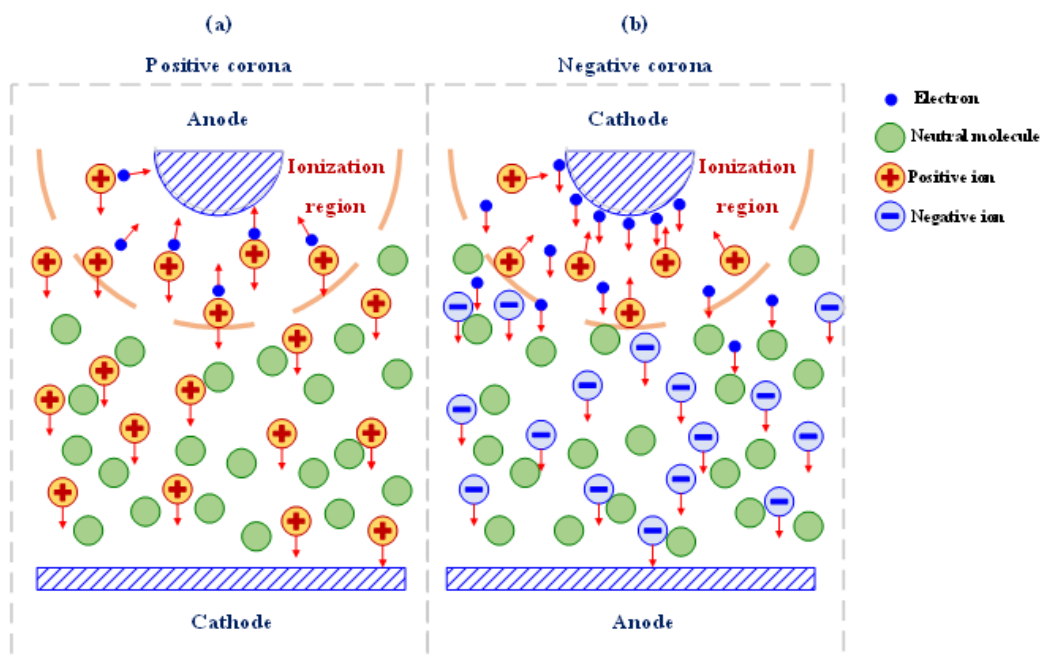 (a)
(b)
Positive corona
Negative corona
Anode
Cathode
Ionization
region
Ionization
region
Electron
Neutral molecule
Positive ion
Negative ion
Cathode
Anode